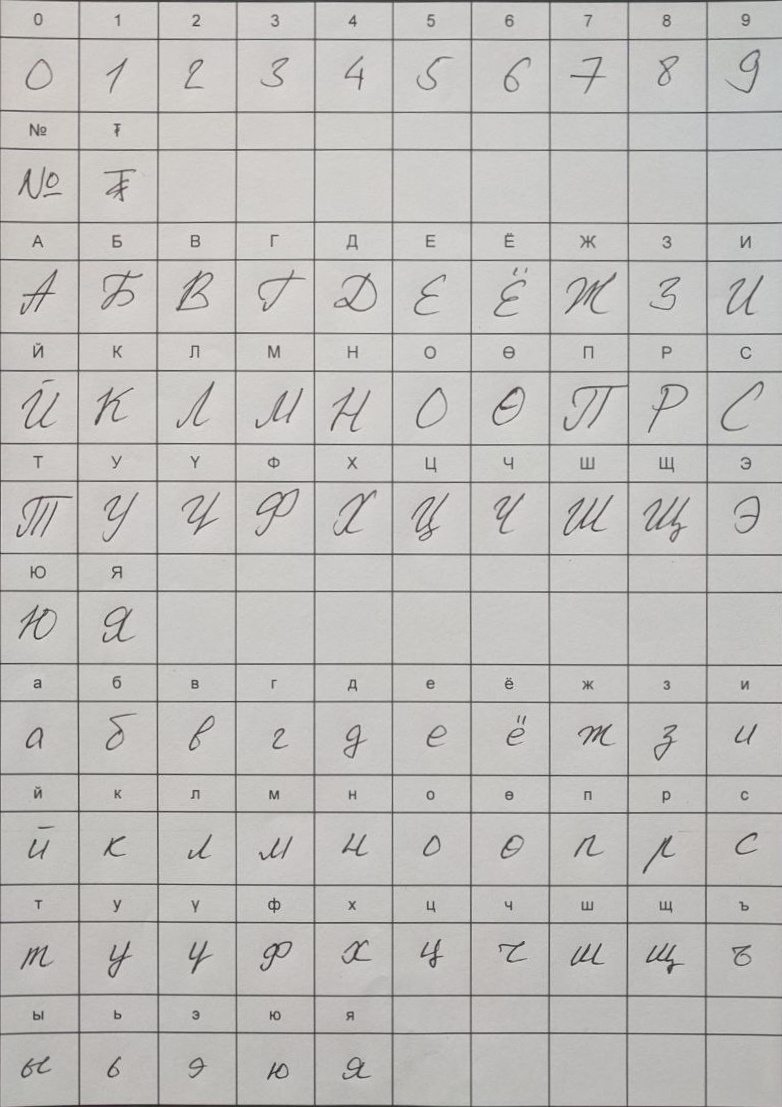 0 1 2 3 4 5 6 7 8 9
0 1 2 3 4 5 6 7 8 9
№ ₮
№ ₮
А Б В Г Д Е Ё Ж З И
А Б В Г Д Е Ё Ж З И
Й К Л М Н О Ө П Р С
Й К Л М Н О Ө П Р С
Т У Ү Ф Х Ц Ч Ш Щ Э
Т У Ү Ф Х Ц Ч Ш Щ Э
Ю Я
Ю Я
а б в г д е ё ж з и
а б в г д е ё ж з и
й к л м н о ө п р с
й к л м н о ө п р с
т у ү ф х ц ч ш щ ъ
т у ү ф х ц ч ш щ ъ
ы ь э ю я
ы ь э ю я